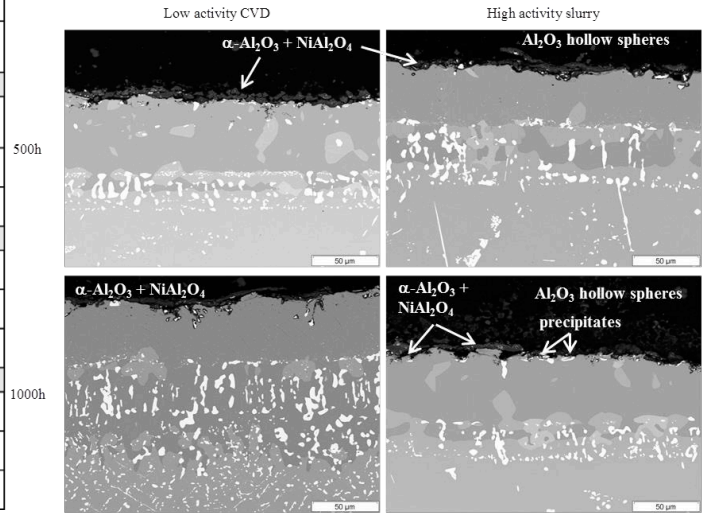 Low activity CVD
High activity slurry
α-Al₂O₃ + NiAl₂O₄
Al₂O₃ hollow spheres
500h
50 µm
50 µm
α-Al₂O₃ + NiAl₂O₄
α-Al₂O₃ +
NiAl₂O₄
Al₂O₃ hollow spheres
precipitates
1000h
50 µm
50 µm